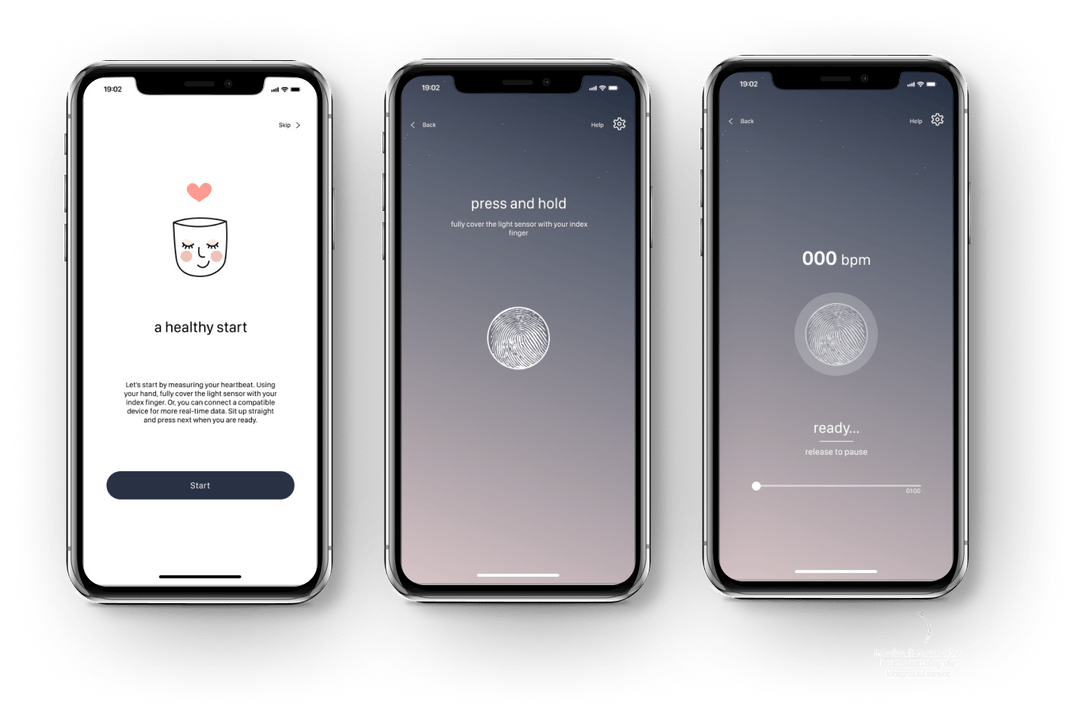 19:02
Skip
a healthy start
Let's start by measuring your heartbeat. Using
your hand, fully cover the light sensor with your
index finger. Or, you can connect a compatible
device for more real-time data. Sit up straight
and press next when you are ready.
Start
19:02
Back
Help
press and hold
fully cover the light sensor with your index
finger
19:02
Back
Help
000 bpm
ready...
release to pause
01:00